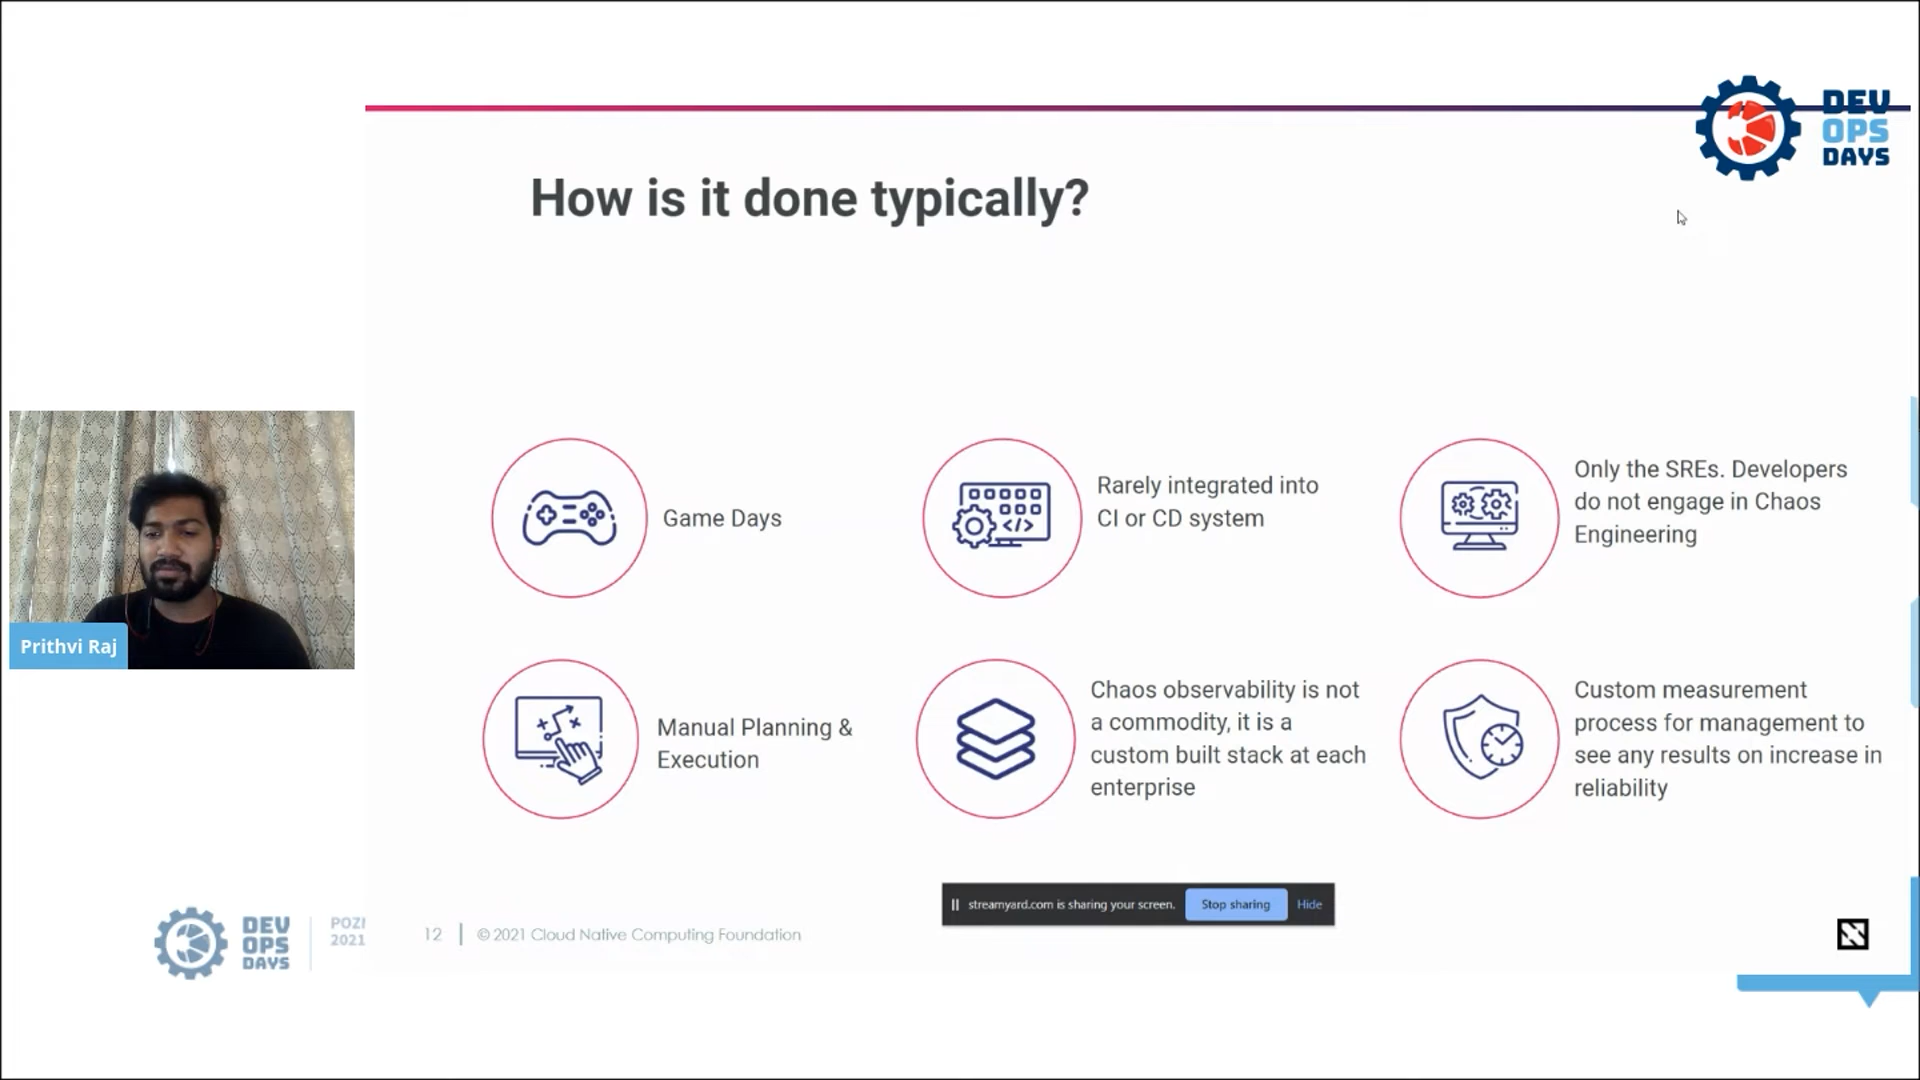 DEV
OPS
DAYS
How is it done typically?
Game Days
Rarely integrated into
CI or CD system
Only the SREs. Developers
do not engage in Chaos
Engineering
Prithvi Raj
Manual Planning &
Execution
Chaos observability is not
a commodity, it is a
custom built stack at each
enterprise
Custom measurement
process for management to
see any results on increase in
reliability
streamyard.com is sharing your screen.
Stop sharing
Hide
DEV
OPS
DAYS
2021
12
© 2021 Cloud Native Computing Foundation